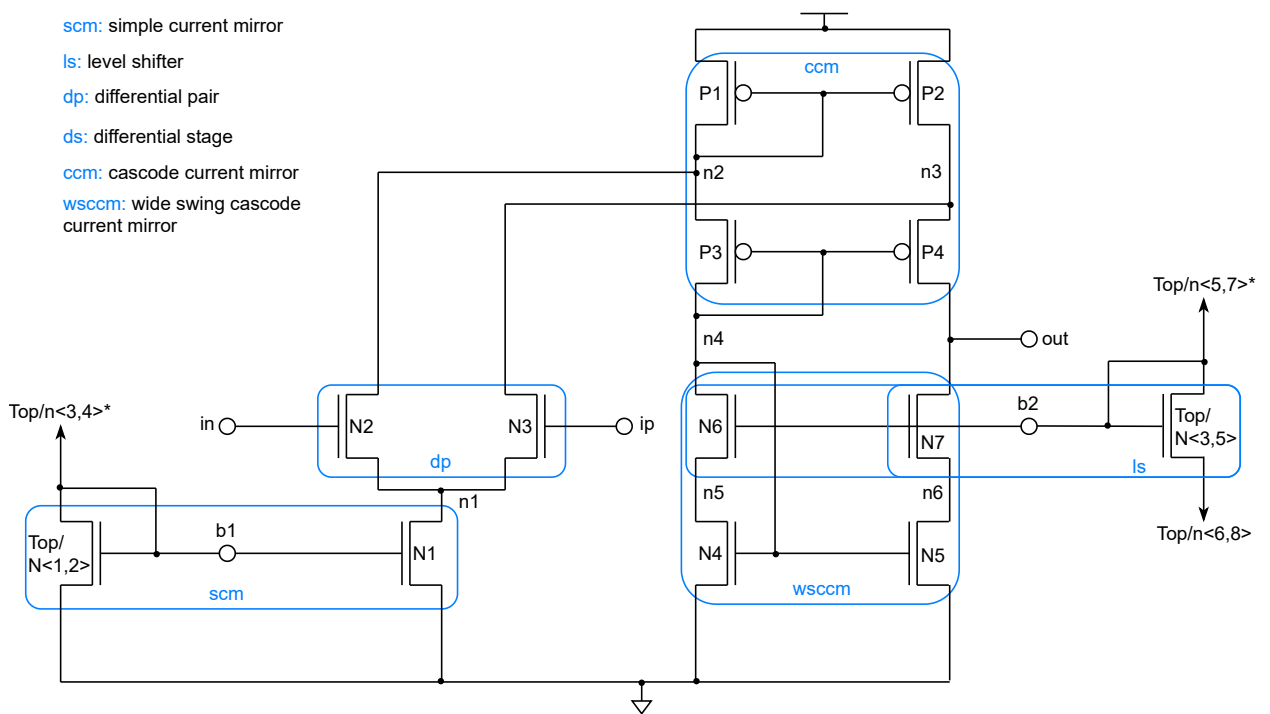 scm: simple current mirror
ls: level shifter
dp: differential pair
ds: differential stage
ccm: cascode current mirror
wsccm: wide swing cascode
current mirror
ccm
P1
P2
n2
n3
P3
P4
Top/n<5,7>*
n4
out
Top/n<3,4>*
in
N2
N3
ip
dp
N6
N7
b2
Top/
N<3,5>
ls
n1
n5
n6
Top/
N<1,2>
b1
N1
scm
N4
N5
wsccm
Top/n<6,8>